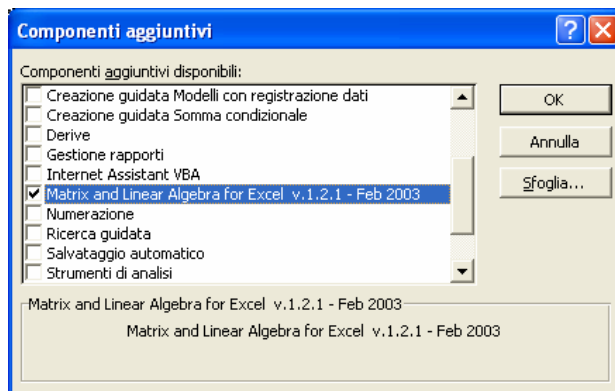 Componenti aggiuntivi
Componenti aggiuntivi disponibili:
Creazione guidata Modelli con registrazione dati
Creazione guidata Somma condizionale
Derive
Gestione rapporti
Internet Assistant VBA
Matrix and Linear Algebra for Excel v.1.2.1 - Feb 2003
Numerazione
Ricerca guidata
Salvataggio automatico
Strumenti di analisi
OK
Annulla
Sfoglia...
Matrix and Linear Algebra for Excel v.1.2.1 - Feb 2003
Matrix and Linear Algebra for Excel v.1.2.1 - Feb 2003